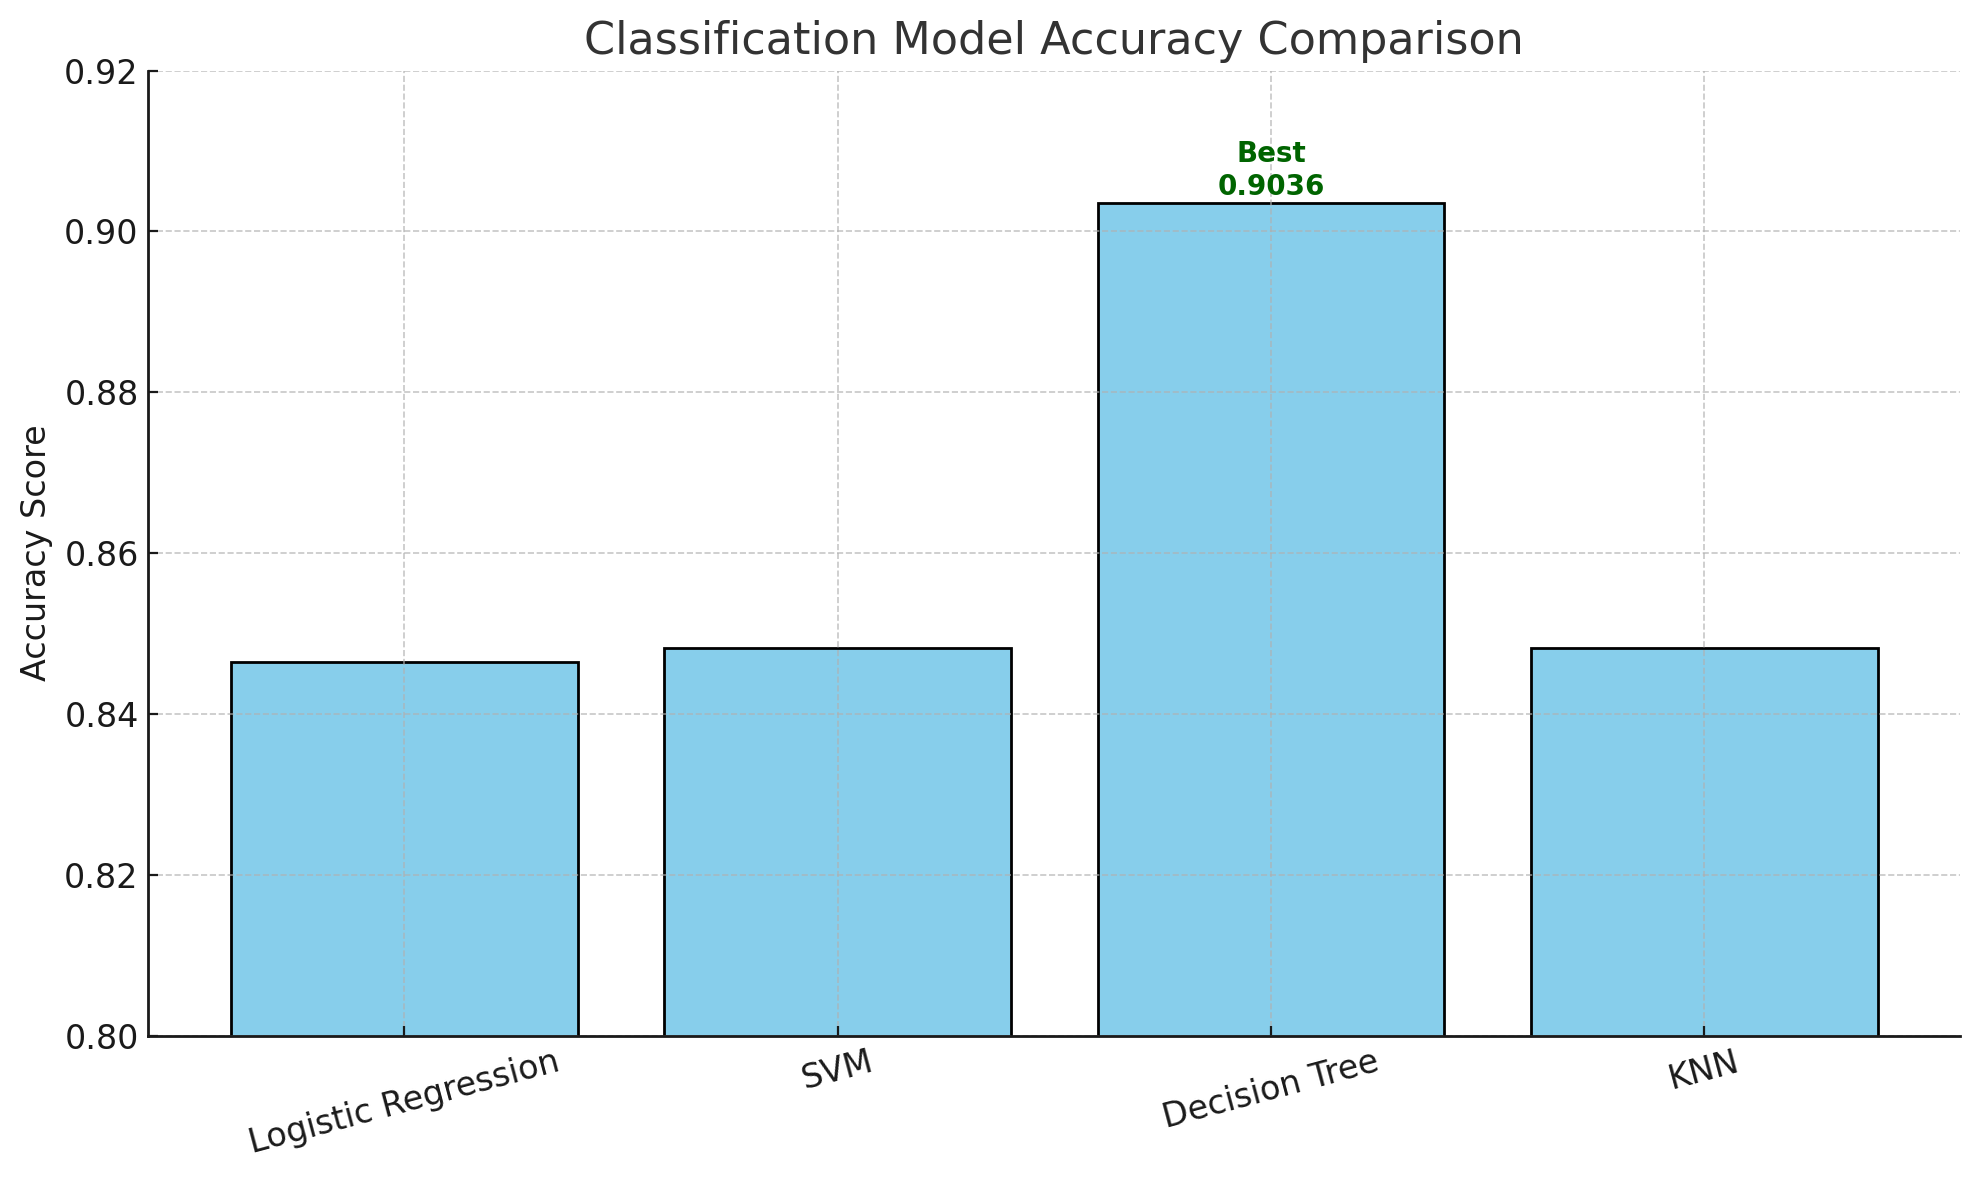 Classification Model Accuracy Comparison
0.92
0.90
0.88
0.86
0.84
0.82
0.80
Accuracy Score
Best
0.9036
Logistic Regression
SVM
Decision Tree
KNN